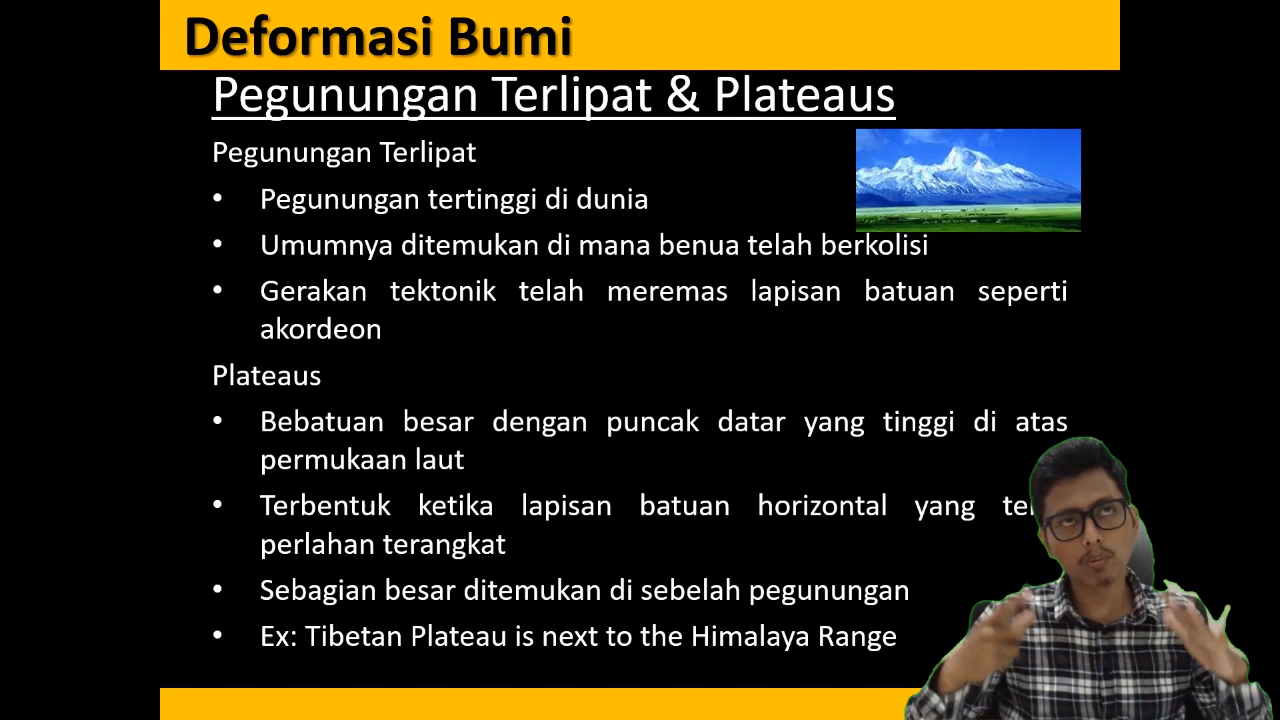 Deformasi Bumi
Pegunungan Terlipat & Plateaus
Pegunungan Terlipat
• Pegunungan tertinggi di dunia
• Umumnya ditemukan di mana benua telah berkolisi
• Gerakan tektonik telah meremas lapisan batuan seperti
akordeon
Plateaus
• Bebatuan besar dengan puncak datar yang tinggi di atas
permukaan laut
• Terbentuk ketika lapisan batuan horizontal yang
perlahan terangkat
• Sebagian besar ditemukan di sebelah pegunungan
• Ex: Tibetan Plateau is next to the Himalaya Range